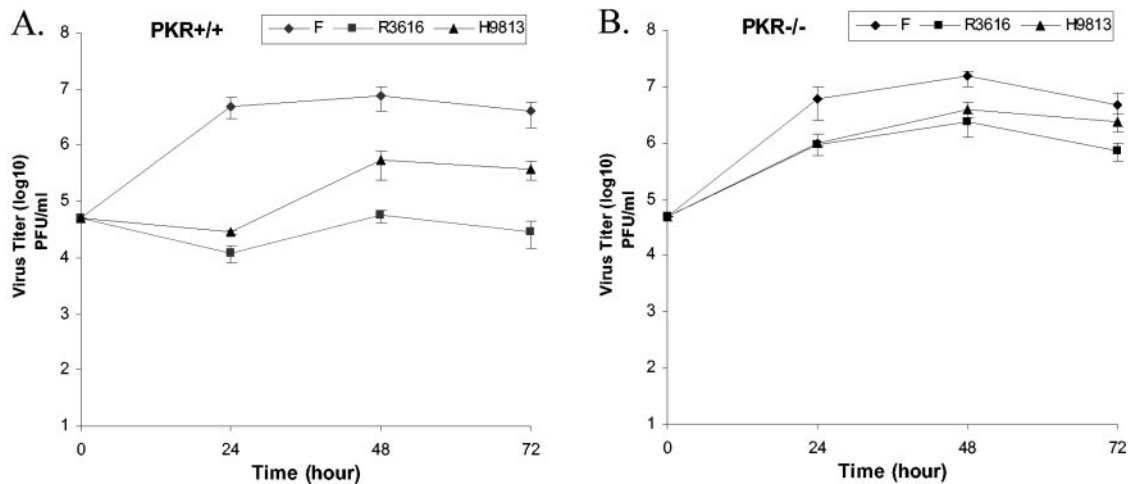 A.
PKR+/+
F R3616 H9813
8
7
6
5
4
3
2
1
Virus Titer (log10)
PFU/ml
0 24 48 72
Time (hour)
B.
PKR-/-
F R3616 H9813
8
7
6
5
4
3
2
1
Virus Titer (log10)
PFU/ml
0 24 48 72
Time (hour)